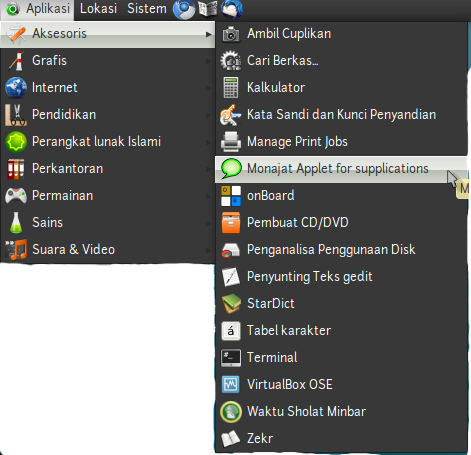 Aplikasi Lokasi Sistem
Aksesoris
Grafis
Internet
Pendidikan
Perangkat lunak Islami
Perkantoran
Permainan
Sains
Suara & Video
Ambil Cuplikan
Cari Berkas...
Kalkulator
Kata Sandi dan Kunci Penyandian
Manage Print Jobs
Monajat Applet for supplications
M
onBoard
Pembuat CD/DVD
Penganalisa Penggunaan Disk
Penyunting Teks gedit
StarDict
á Tabel karakter
Terminal
VirtualBox OSE
Waktu Sholat Minbar
Zekr